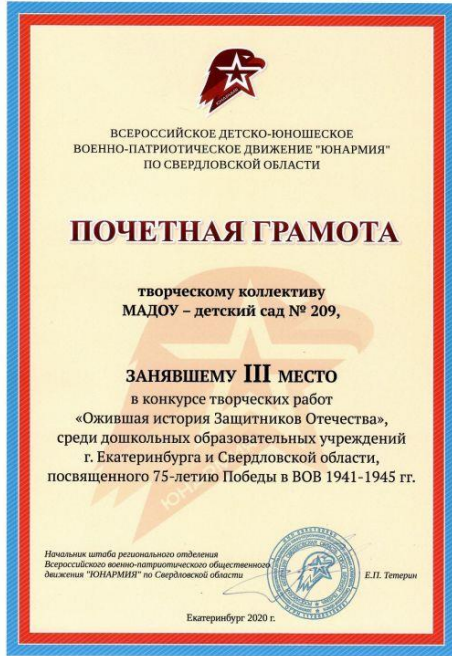 ЮНАРМИЯ
ВСЕРОССИЙСКОЕ ДЕТСКО-ЮНОШЕСКОЕ
ВОЕННО-ПАТРИОТИЧЕСКОЕ ДВИЖЕНИЕ "ЮНАРМИЯ"
ПО СВЕРДЛОВСКОЙ ОБЛАСТИ
ПОЧЕТНАЯ ГРАМОТА
творческому коллективу
МАДОУ – детский сад № 209,
ЗАНЯВШЕМУ III МЕСТО
в конкурсе творческих работ
«Ожившая история Защитников Отечества»,
среди дошкольных образовательных учреждений
г. Екатеринбурга и Свердловской области,
посвященного 75-летию Победы в ВОВ 1941-1945 гг.
Начальник штаба регионального отделения
Всероссийского военно-патриотического общественного
движения "ЮНАРМИЯ" по Свердловской области
Е.П. Тетерин
Екатеринбург 2020 г.